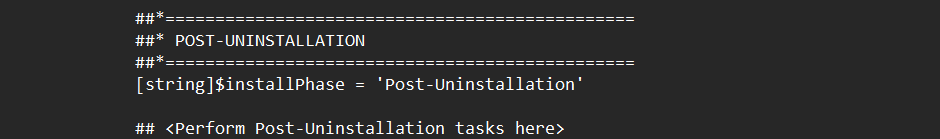 ##*===============================================
##* POST-UNINSTALLATION
##*===============================================
[string]$installPhase = 'Post-Uninstallation'
## <Perform Post-Uninstallation tasks here>